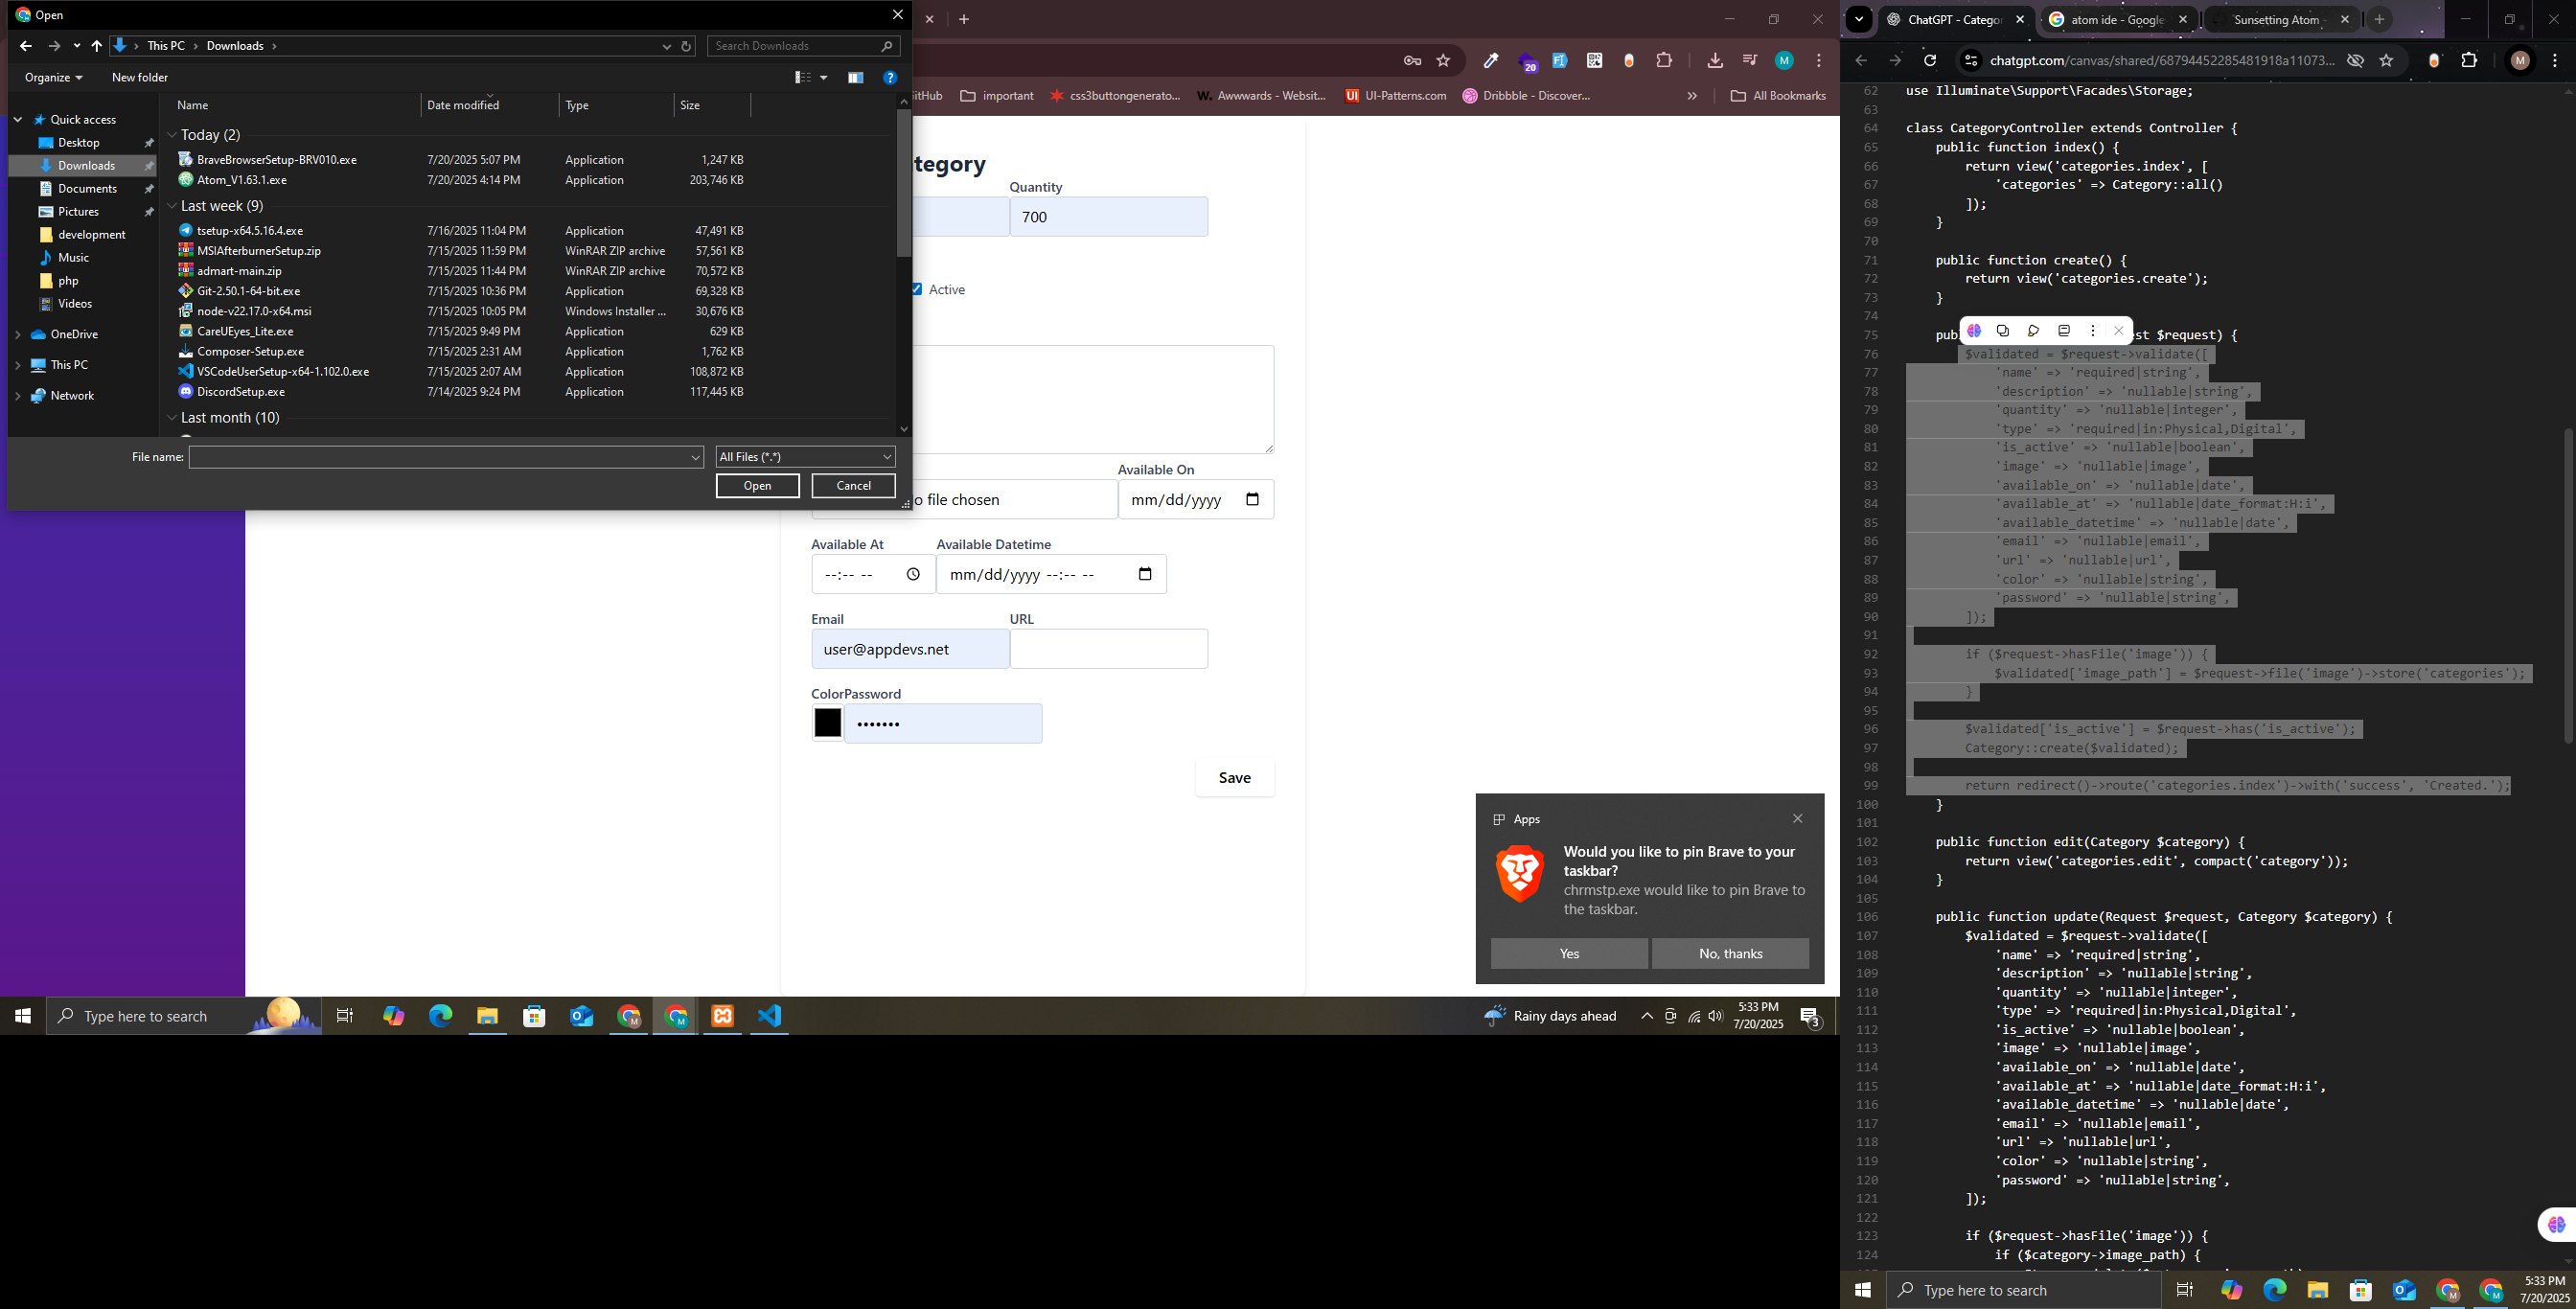 Open
This PC > Downloads >
Search Downloads
Organize
New folder
Name
Date modified
Type
Size
Quick access
Desktop
Downloads
Documents
Pictures
development
Music
php
Videos
OneDrive
This PC
Network
Today (2)
BraveBrowserSetup-BRV010.exe 7/20/2025 5:07 PM Application 1,247 KB
Atom_V1.63.1.exe 7/20/2025 4:14 PM Application 203,746 KB
Last week (9)
tsetup-x64.5.16.4.exe 7/16/2025 11:04 PM Application 47,491 KB
MSIAfterburnerSetup.zip 7/15/2025 11:59 PM WinRAR ZIP archive 57,561 KB
admart-main.zip 7/15/2025 11:44 PM WinRAR ZIP archive 70,572 KB
Git-2.50.1-64-bit.exe 7/15/2025 10:36 PM Application 69,328 KB
node-v22.17.0-x64.msi 7/15/2025 10:05 PM Windows Installer ... 30,676 KB
CareUEyes_Lite.exe 7/15/2025 9:49 PM Application 629 KB
Composer-Setup.exe 7/15/2025 2:31 AM Application 1,762 KB
VSCodeUserSetup-x64-1.102.0.exe 7/15/2025 2:07 AM Application 108,872 KB
DiscordSetup.exe 7/14/2025 9:24 PM Application 117,445 KB
Last month (10)
File name:
All Files (*.*)
Open
Cancel
20
M
itHub
important
css3buttongenerato...
W. Awwwards - Websit...
UI UI-Patterns.com
Dribbble - Discover...
»
All Bookmarks
tegory
Quantity
700
Active
Available On
o file chosen
mm/dd/yyyy
Available At
Available Datetime
--:-- --
mm/dd/yyyy --:-- --
Email
URL
user@appdevs.net
ColorPassword
•••••••
Save
Apps
Would you like to pin Brave to your
taskbar?
chrmstp.exe would like to pin Brave to
the taskbar.
Yes
No, thanks
Type here to search
Rainy days ahead
5:33 PM
7/20/2025
3
ChatGPT - Catego
atom ide - Google
Sunsetting Atom -
chatgpt.com/canvas/shared/68794452285481918a11073...
M
62 use Illuminate\Support\Facades\Storage;
63
64 class CategoryController extends Controller {
65 public function index() {
66 return view('categories.index', [
67 'categories' => Category::all()
68 ]);
69 }
70
71 public function create() {
72 return view('categories.create');
73 }
74
75 pub st $request) {
76 $validated = $request->validate([
77 'name' => 'required|string',
78 'description' => 'nullable|string',
79 'quantity' => 'nullable|integer',
80 'type' => 'required|in:Physical,Digital',
81 'is_active' => 'nullable|boolean',
82 'image' => 'nullable|image',
83 'available_on' => 'nullable|date',
84 'available_at' => 'nullable|date_format:H:i',
85 'available_datetime' => 'nullable|date',
86 'email' => 'nullable|email',
87 'url' => 'nullable|url',
88 'color' => 'nullable|string',
89 'password' => 'nullable|string',
90 ]);
91
92 if ($request->hasFile('image')) {
93 $validated['image_path'] = $request->file('image')->store('categories');
94 }
95
96 $validated['is_active'] = $request->has('is_active');
97 Category::create($validated);
98
99 return redirect()->route('categories.index')->with('success', 'Created.');
100 }
101
102 public function edit(Category $category) {
103 return view('categories.edit', compact('category'));
104 }
105
106 public function update(Request $request, Category $category) {
107 $validated = $request->validate([
108 'name' => 'required|string',
109 'description' => 'nullable|string',
110 'quantity' => 'nullable|integer',
111 'type' => 'required|in:Physical,Digital',
112 'is_active' => 'nullable|boolean',
113 'image' => 'nullable|image',
114 'available_on' => 'nullable|date',
115 'available_at' => 'nullable|date_format:H:i',
116 'available_datetime' => 'nullable|date',
117 'email' => 'nullable|email',
118 'url' => 'nullable|url',
119 'color' => 'nullable|string',
120 'password' => 'nullable|string',
121 ]);
122
123 if ($request->hasFile('image')) {
124 if ($category->image_path) {
Type here to search
5:33 PM
7/20/2025